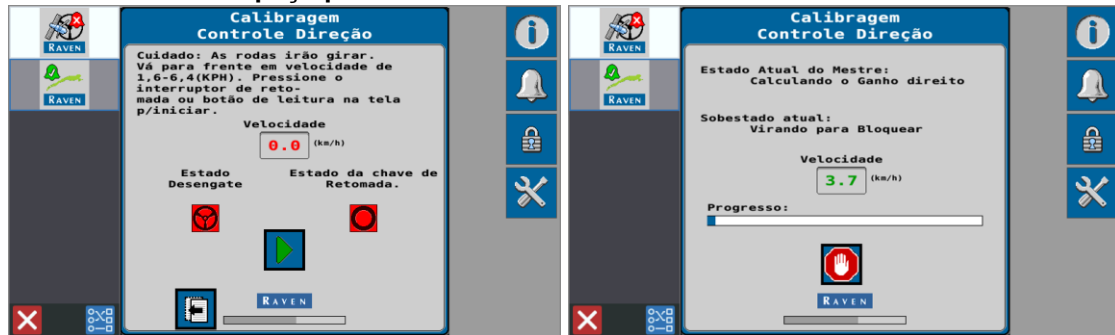 Calibragem
Controle Direção
RAVEN
RAVEN
Cuidado: As rodas irão girar.
Vá para frente em velocidade de
1,6-6,4(KPH). Pressione o
interruptor de reto-
mada ou botão de leitura na tela
p/iniciar.
Velocidade
0.0 (km/h)
Estado
Desengate
Estado da chave de
Retomada.
RAVEN
Calibragem
Controle Direção
RAVEN
RAVEN
Estado Atual do Mestre:
Calculando o Ganho direito
Sobestado atual:
Virando para Bloquear
Velocidade
3.7 (km/h)
Progresso:
RAVEN